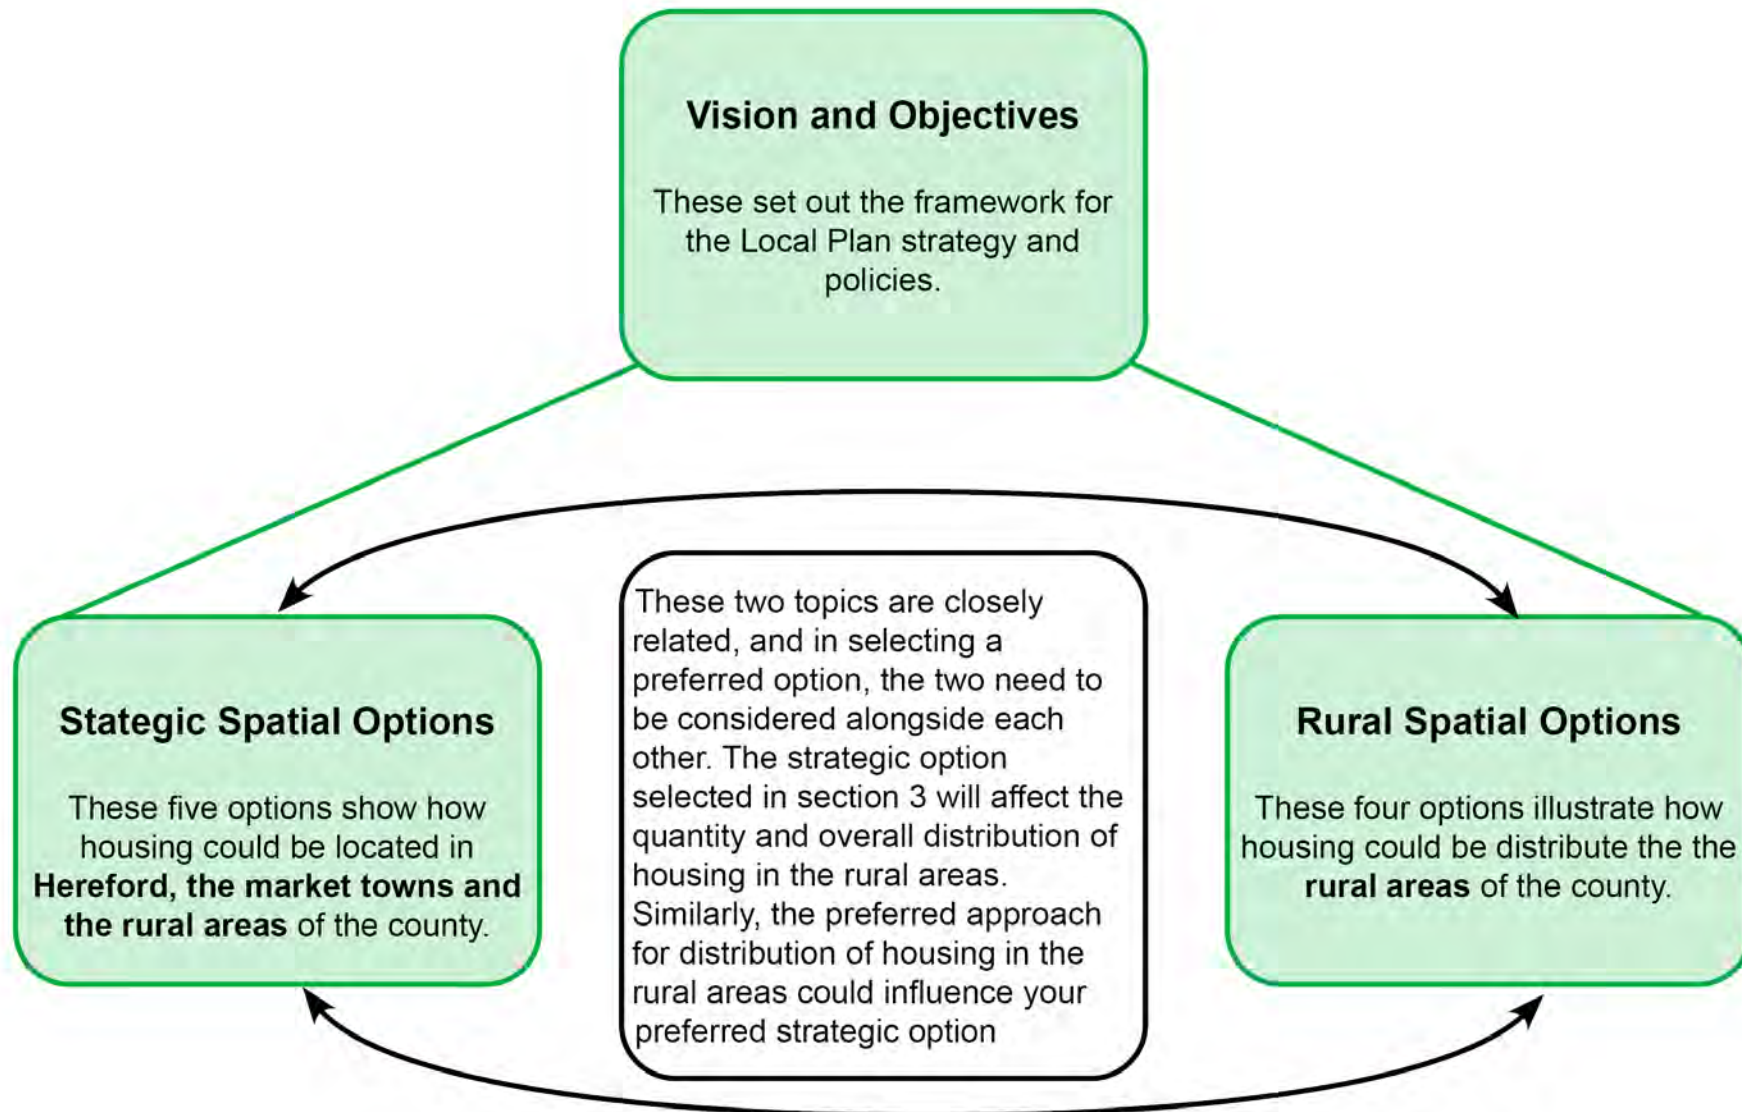 Vision and Objectives
These set out the framework for
the Local Plan strategy and
policies.
Stategic Spatial Options
These five options show how
housing could be located in
Hereford, the market towns and
the rural areas of the county.
These two topics are closely
related, and in selecting a
preferred option, the two need to
be considered alongside each
other. The strategic option
selected in section 3 will affect the
quantity and overall distribution of
housing in the rural areas.
Similarly, the preferred approach
for distribution of housing in the
rural areas could influence your
preferred strategic option
Rural Spatial Options
These four options illustrate how
housing could be distribute the the
rural areas of the county.